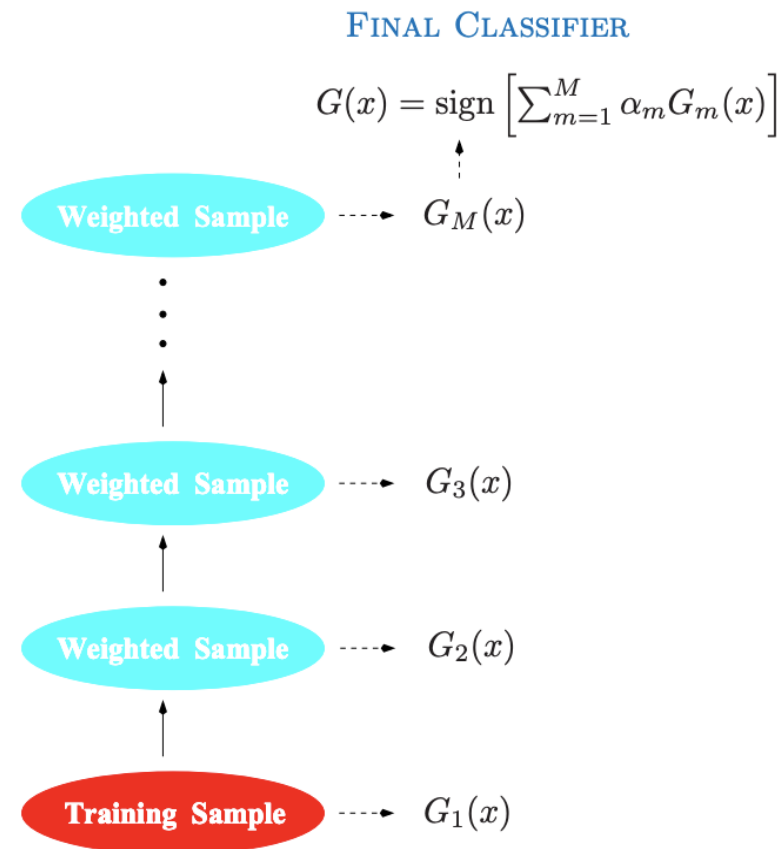 FINAL CLASSIFIER
G(x) = sign [∑_{m=1}^{M} α_m G_m(x)]
Weighted Sample G_M(x)
Weighted Sample G_3(x)
Weighted Sample G_2(x)
Training Sample G_1(x)